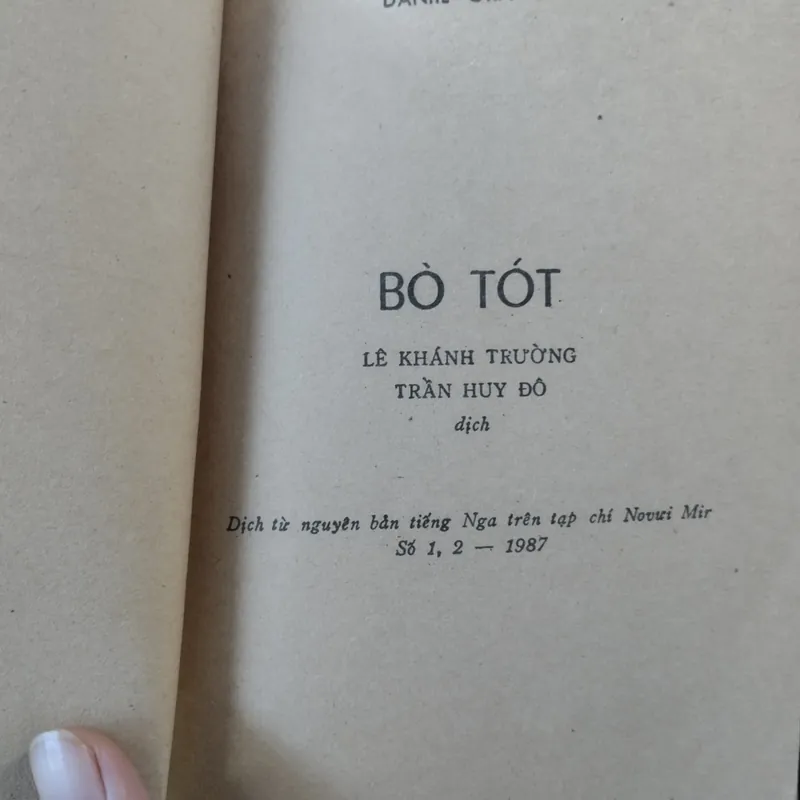 DANIIL
BÒ TÓT
LÊ KHÁNH TRƯỜNG
TRẦN HUY ĐÔ
dịch
Dịch từ nguyên bản tiếng Nga trên tạp chí Novưi Mir
Số 1, 2 — 1987